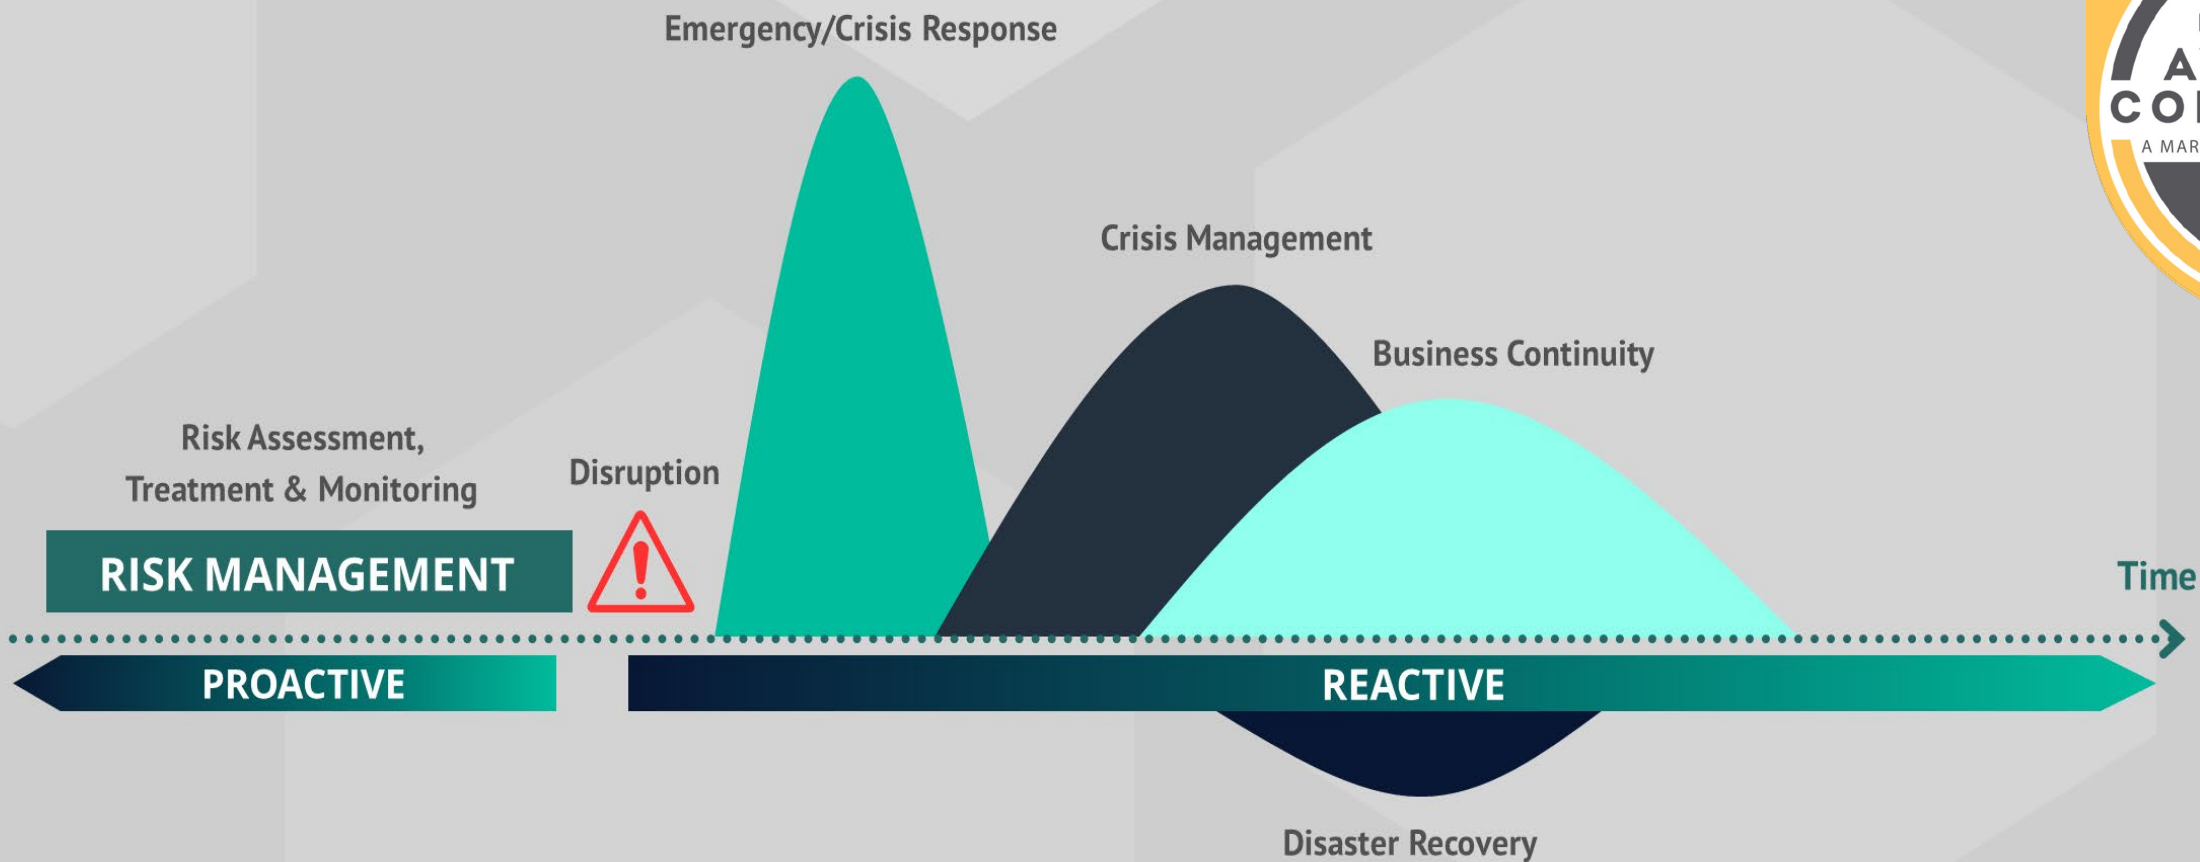 Emergency/Crisis Response
Crisis Management
Business Continuity
Risk Assessment,
Treatment & Monitoring
Disruption
RISK MANAGEMENT
Time
PROACTIVE
REACTIVE
Disaster Recovery
A